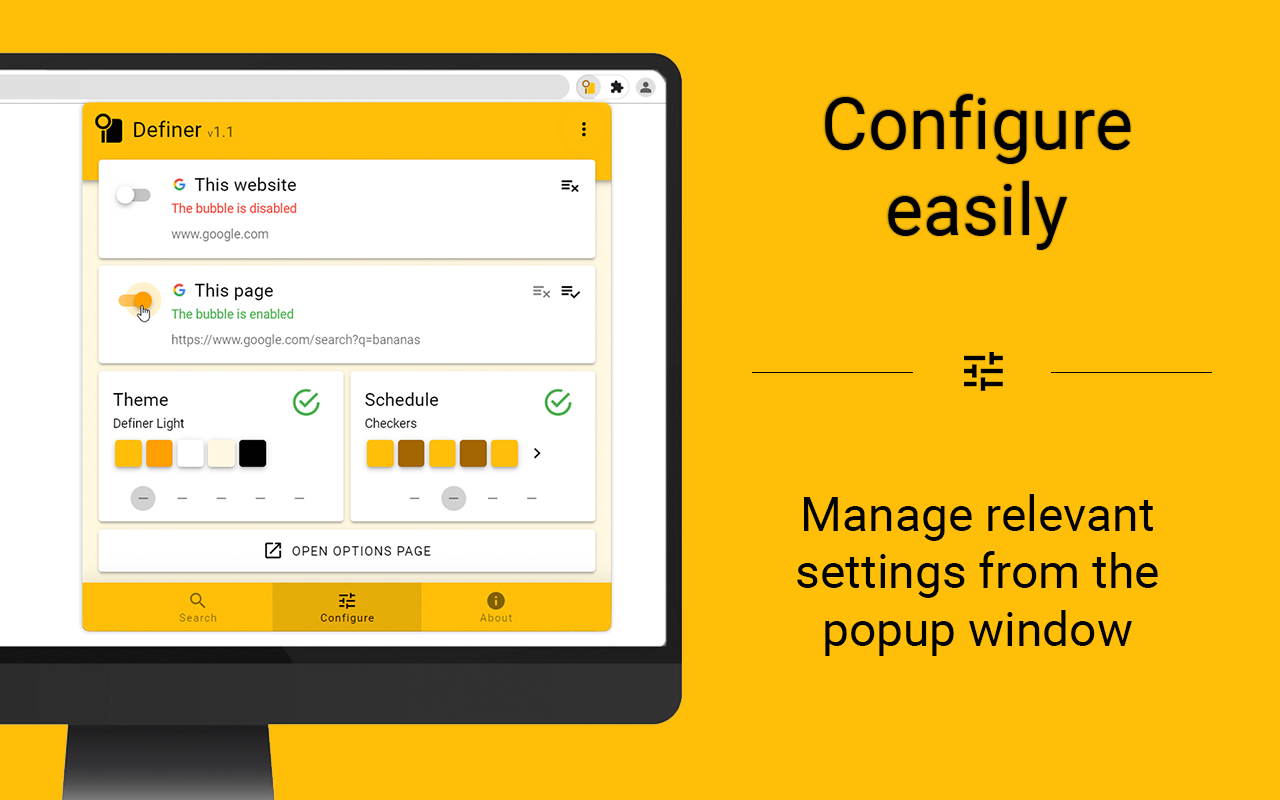 Definer v1.1
This website
The bubble is disabled
www.google.com
This page
The bubble is enabled
https://www.google.com/search?q=bananas
Theme
Definer Light
Schedule
Checkers
OPEN OPTIONS PAGE
Search
Configure
About
Configure
easily
Manage relevant
settings from the
popup window